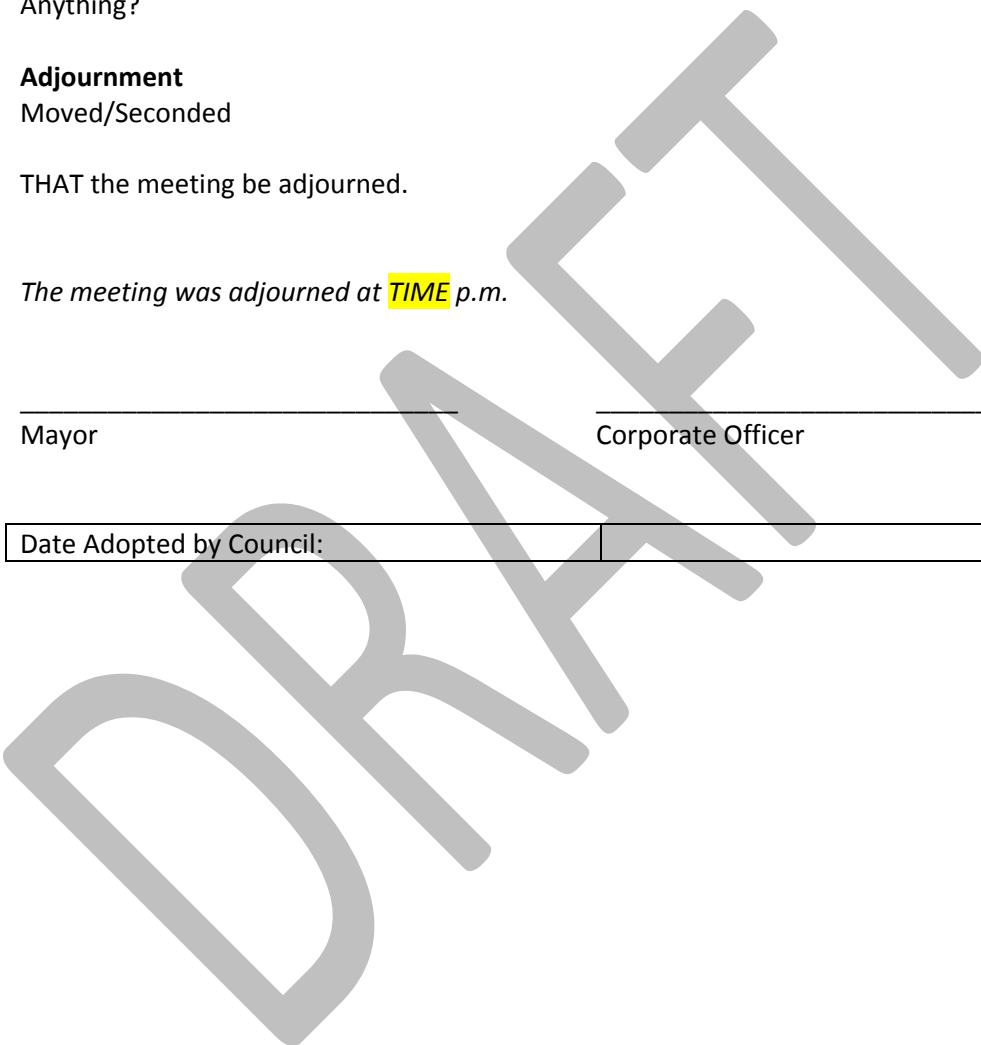 Anything?
Adjournment
Moved/Seconded
THAT the meeting be adjourned.
The meeting was adjourned at TIME p.m.
Mayor Corporate Officer
Date Adopted by Council:
DRAFT